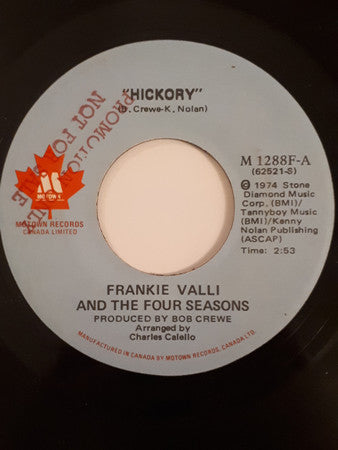 "HICKORY"
(B. Crewe-K. Nolan)
PROMOTION
NOT FOR SALE
MOTOWN
MOTOWN RECORDS
CANADA LIMITED
M 1288F-A
(62521-S)
℗ 1974 Stone
Diamond Music
Corp. (BMI)/
Tannyboy Music
(BMI)/Kenny
Nolan Publishing
(ASCAP)
Time: 2:53
FRANKIE VALLI
AND THE FOUR SEASONS
PRODUCED BY BOB CREWE
Arranged by
Charles Calello
MANUFACTURED IN CANADA BY MOTOWN RECORDS, CANADA LTD.